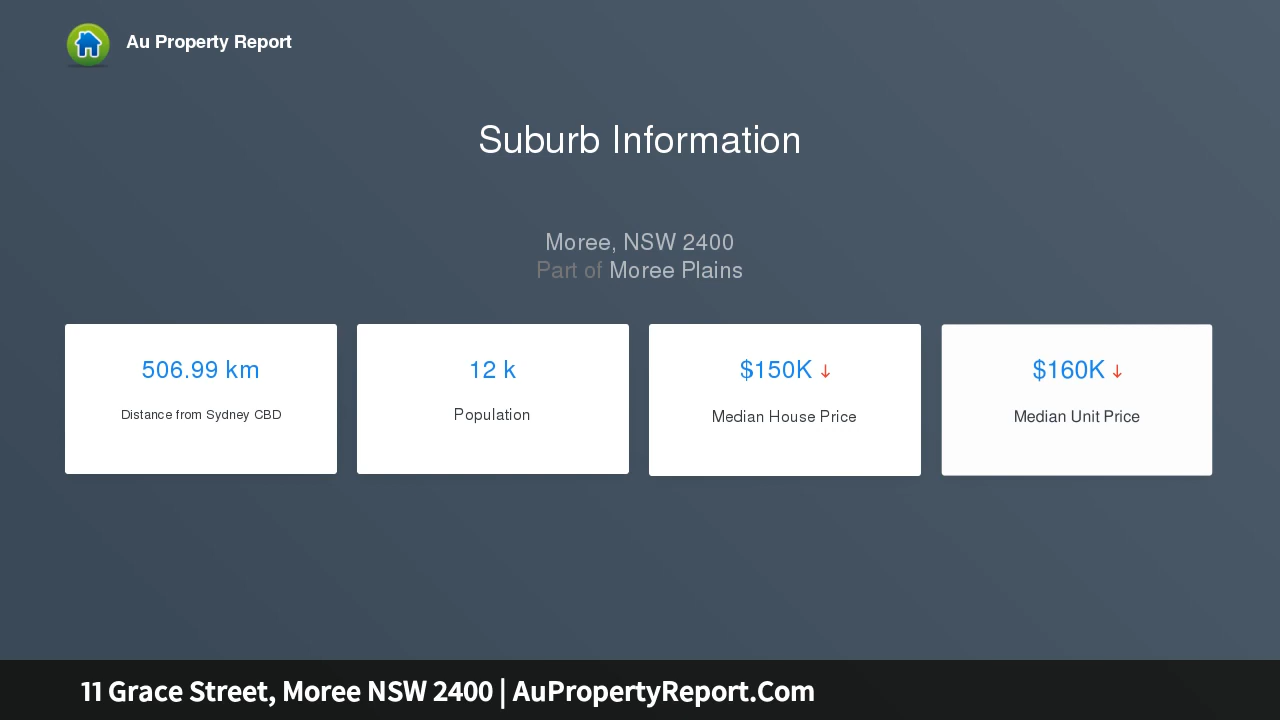 Au Property Report
Suburb Information
Moree, NSW 2400
Part of Moree Plains
506.99 km
Distance from Sydney CBD
12 k
Population
$150K ↓
Median House Price
$160K ↓
Median Unit Price
11 Grace Street, Moree NSW 2400 | AuPropertyReport.Com